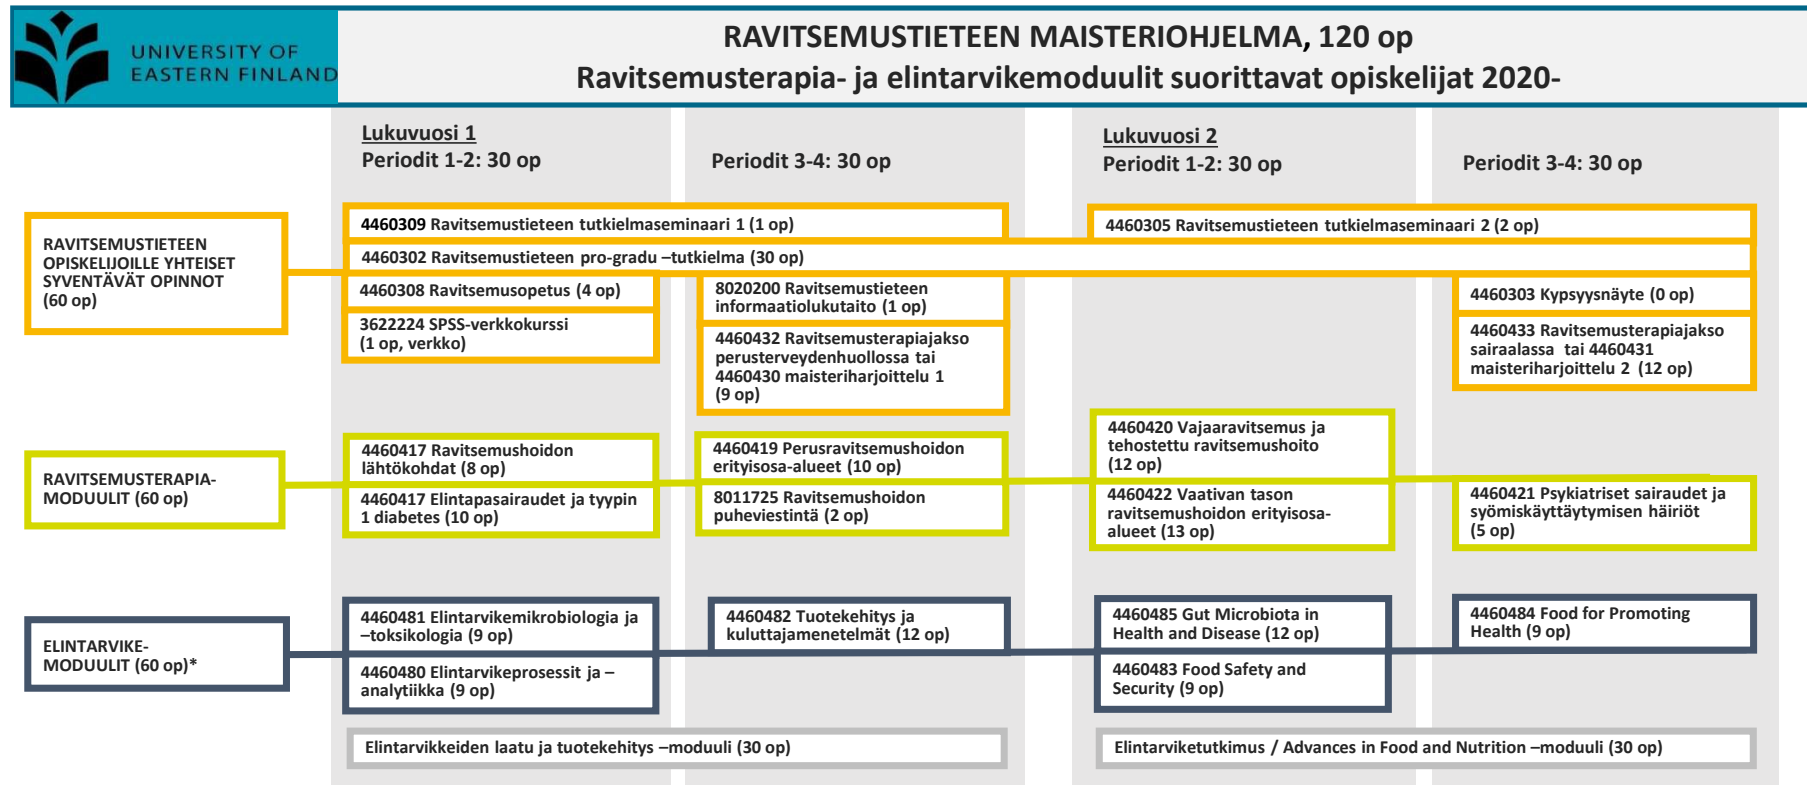 UNIVERSITY OF
EASTERN FINLAND
RAVITSEMUSTIETEEN MAISTERIOHJELMA, 120 op
Ravitsemusterapia- ja elintarvikemoduulit suorittavat opiskelijat 2020-
Lukuvuosi 1
Periodit 1-2: 30 op
Periodit 3-4: 30 op
Lukuvuosi 2
Periodit 1-2: 30 op
Periodit 3-4: 30 op
RAVITSEMUSTIETEEN
OPISKELIJOILLE YHTEISET
SYVENTÄVÄT OPINNOT
(60 op)
4460309 Ravitsemustieteen tutkielmaseminaari 1 (1 op)
4460305 Ravitsemustieteen tutkielmaseminaari 2 (2 op)
4460302 Ravitsemustieteen pro-gradu –tutkielma (30 op)
4460308 Ravitsemusopetus (4 op)
3622224 SPSS-verkkokurssi
(1 op, verkko)
8020200 Ravitsemustieteen
informaatiolukutaito (1 op)
4460432 Ravitsemusterapiajakso
perusterveydenhuollossa tai
4460430 maisteriharjoittelu 1
(9 op)
4460303 Kypsyysnäyte (0 op)
4460433 Ravitsemusterapiajakso
sairaalassa tai 4460431
maisteriharjoittelu 2 (12 op)
RAVITSEMUSTERAPIA-
MODUULIT (60 op)
4460417 Ravitsemushoidon
lähtökohdat (8 op)
4460417 Elintapasairaudet ja tyypin
1 diabetes (10 op)
4460419 Perusravitsemushoidon
erityisosa-alueet (10 op)
8011725 Ravitsemushoidon
puheviestintä (2 op)
4460420 Vajaaravitsemus ja
tehostettu ravitsemushoito
(12 op)
4460422 Vaativan tason
ravitsemushoidon erityisosa-
alueet (13 op)
4460421 Psykiatriset sairaudet ja
syömiskäyttäytymisen häiriöt
(5 op)
ELINTARVIKE-
MODUULIT (60 op)*
4460481 Elintarvikemikrobiologia ja
–toksikologia (9 op)
4460480 Elintarvikeprosessit ja –
analytiikka (9 op)
4460482 Tuotekehitys ja
kuluttajamenetelmät (12 op)
4460485 Gut Microbiota in
Health and Disease (12 op)
4460483 Food Safety and
Security (9 op)
4460484 Food for Promoting
Health (9 op)
Elintarvikkeiden laatu ja tuotekehitys –moduuli (30 op)
Elintarviketutkimus / Advances in Food and Nutrition –moduuli (30 op)